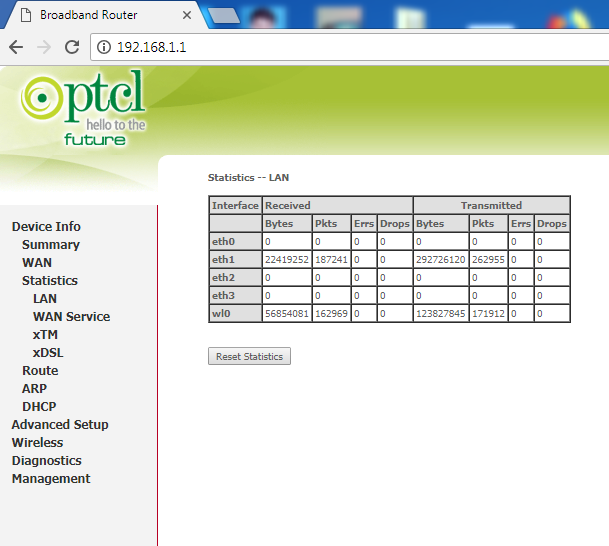 Broadband Router
192.168.1.1
ptcl
hello to the
future
Statistics -- LAN
Interface Received Transmitted
Bytes Pkts Errs Drops Bytes Pkts Errs Drops
eth0 0 0 0 0 0 0 0 0
eth1 22419252 187241 0 0 292726120 262955 0 0
eth2 0 0 0 0 0 0 0 0
eth3 0 0 0 0 0 0 0 0
wl0 56854081 162969 0 0 123827845 171912 0 0
Reset Statistics
Device Info
Summary
WAN
Statistics
LAN
WAN Service
xTM
xDSL
Route
ARP
DHCP
Advanced Setup
Wireless
Diagnostics
Management